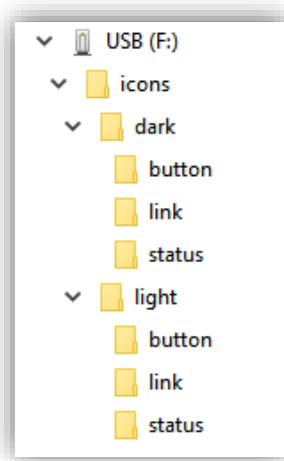 USB (F:)
icons
dark
button
link
status
light
button
link
status